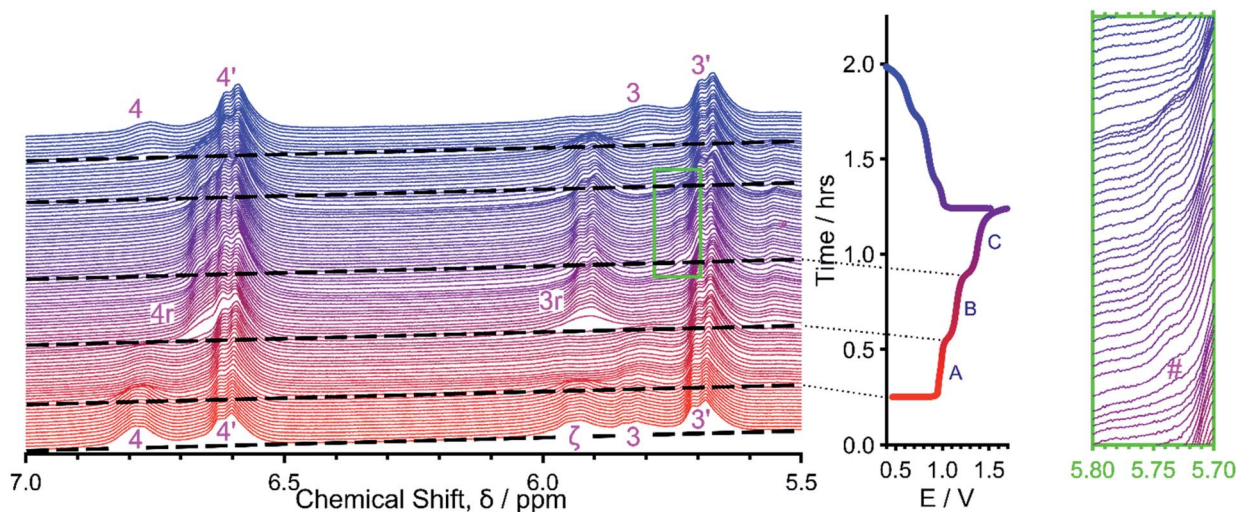 4
4'
3
3'
4r
3r
4
4'
ζ
3
3'
7.0
6.5
6.0
5.5
Chemical Shift, δ / ppm
Time / hrs
2.0
1.5
1.0
0.5
0.0
C
B
A
0.5
1.0
1.5
E / V
#
5.80
5.75
5.70